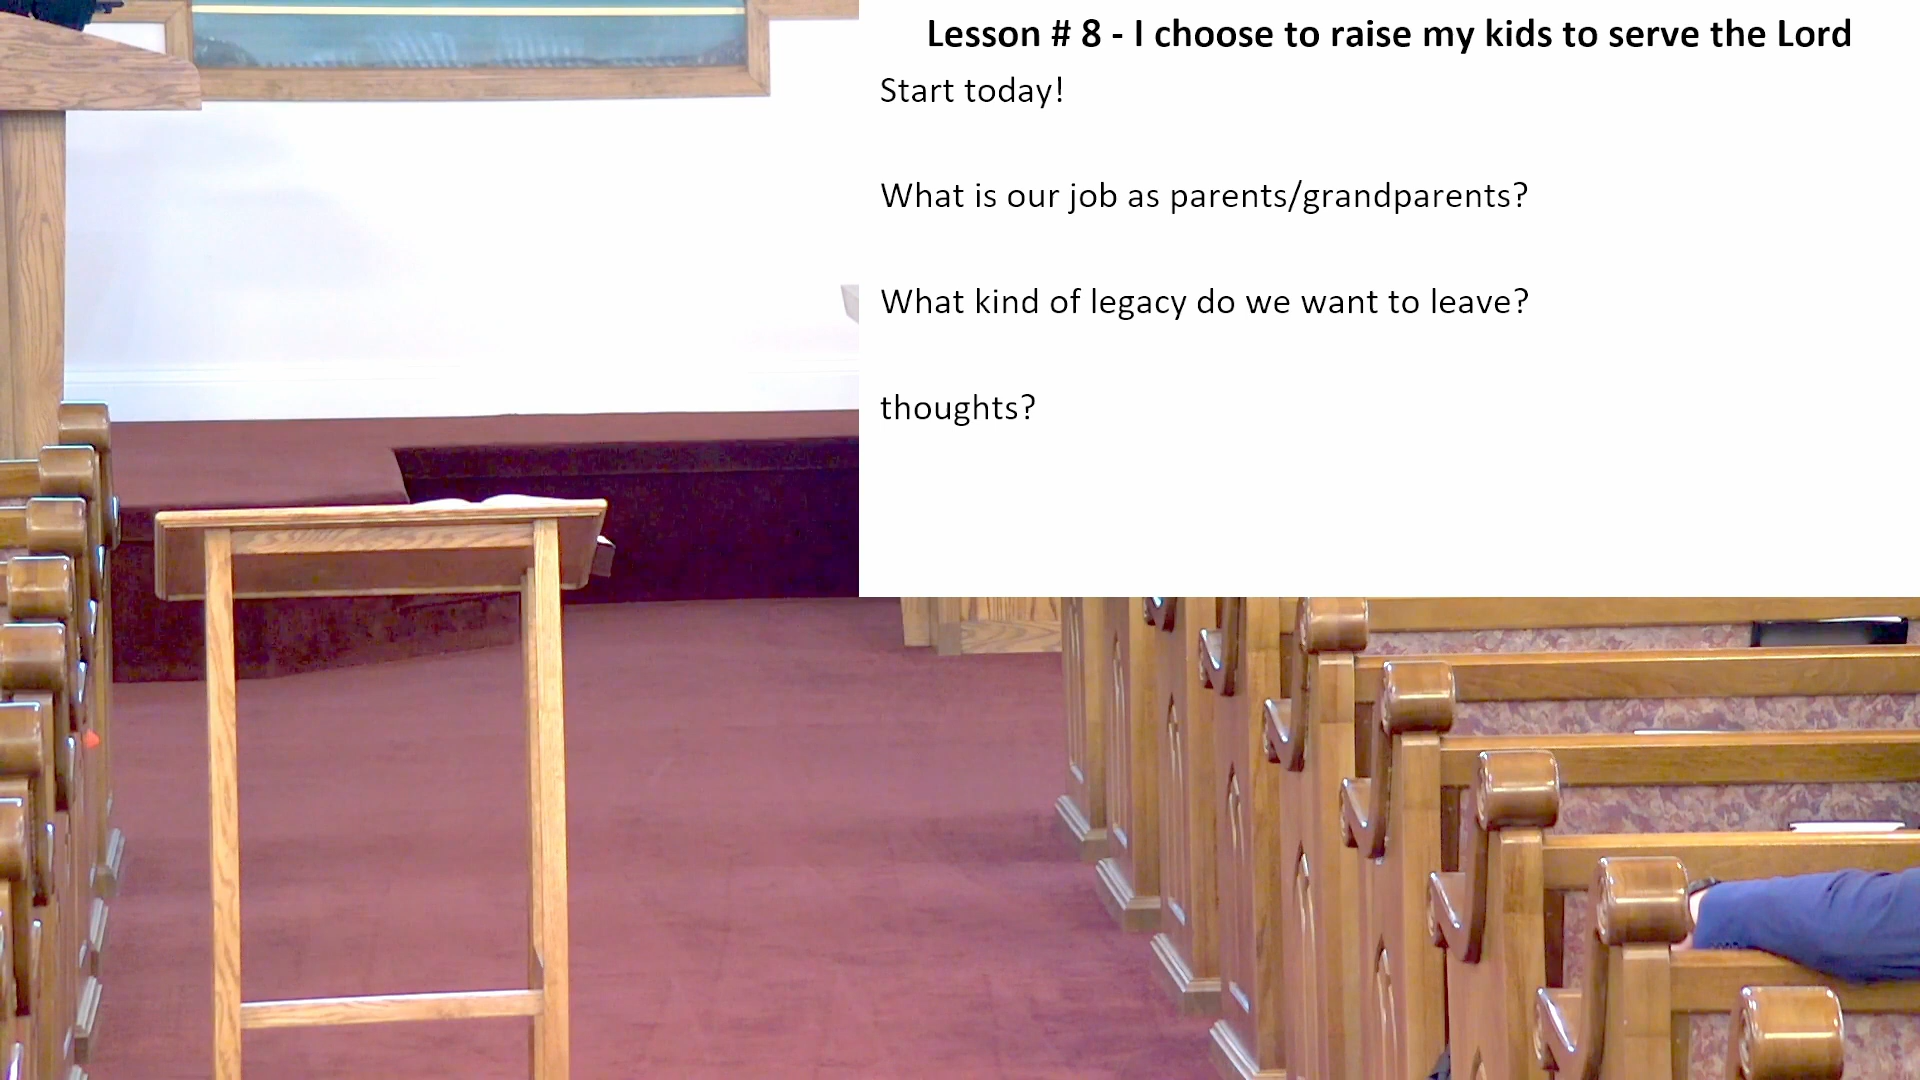 Lesson # 8 - I choose to raise my kids to serve the Lord
Start today!
What is our job as parents/grandparents?
What kind of legacy do we want to leave?
thoughts?